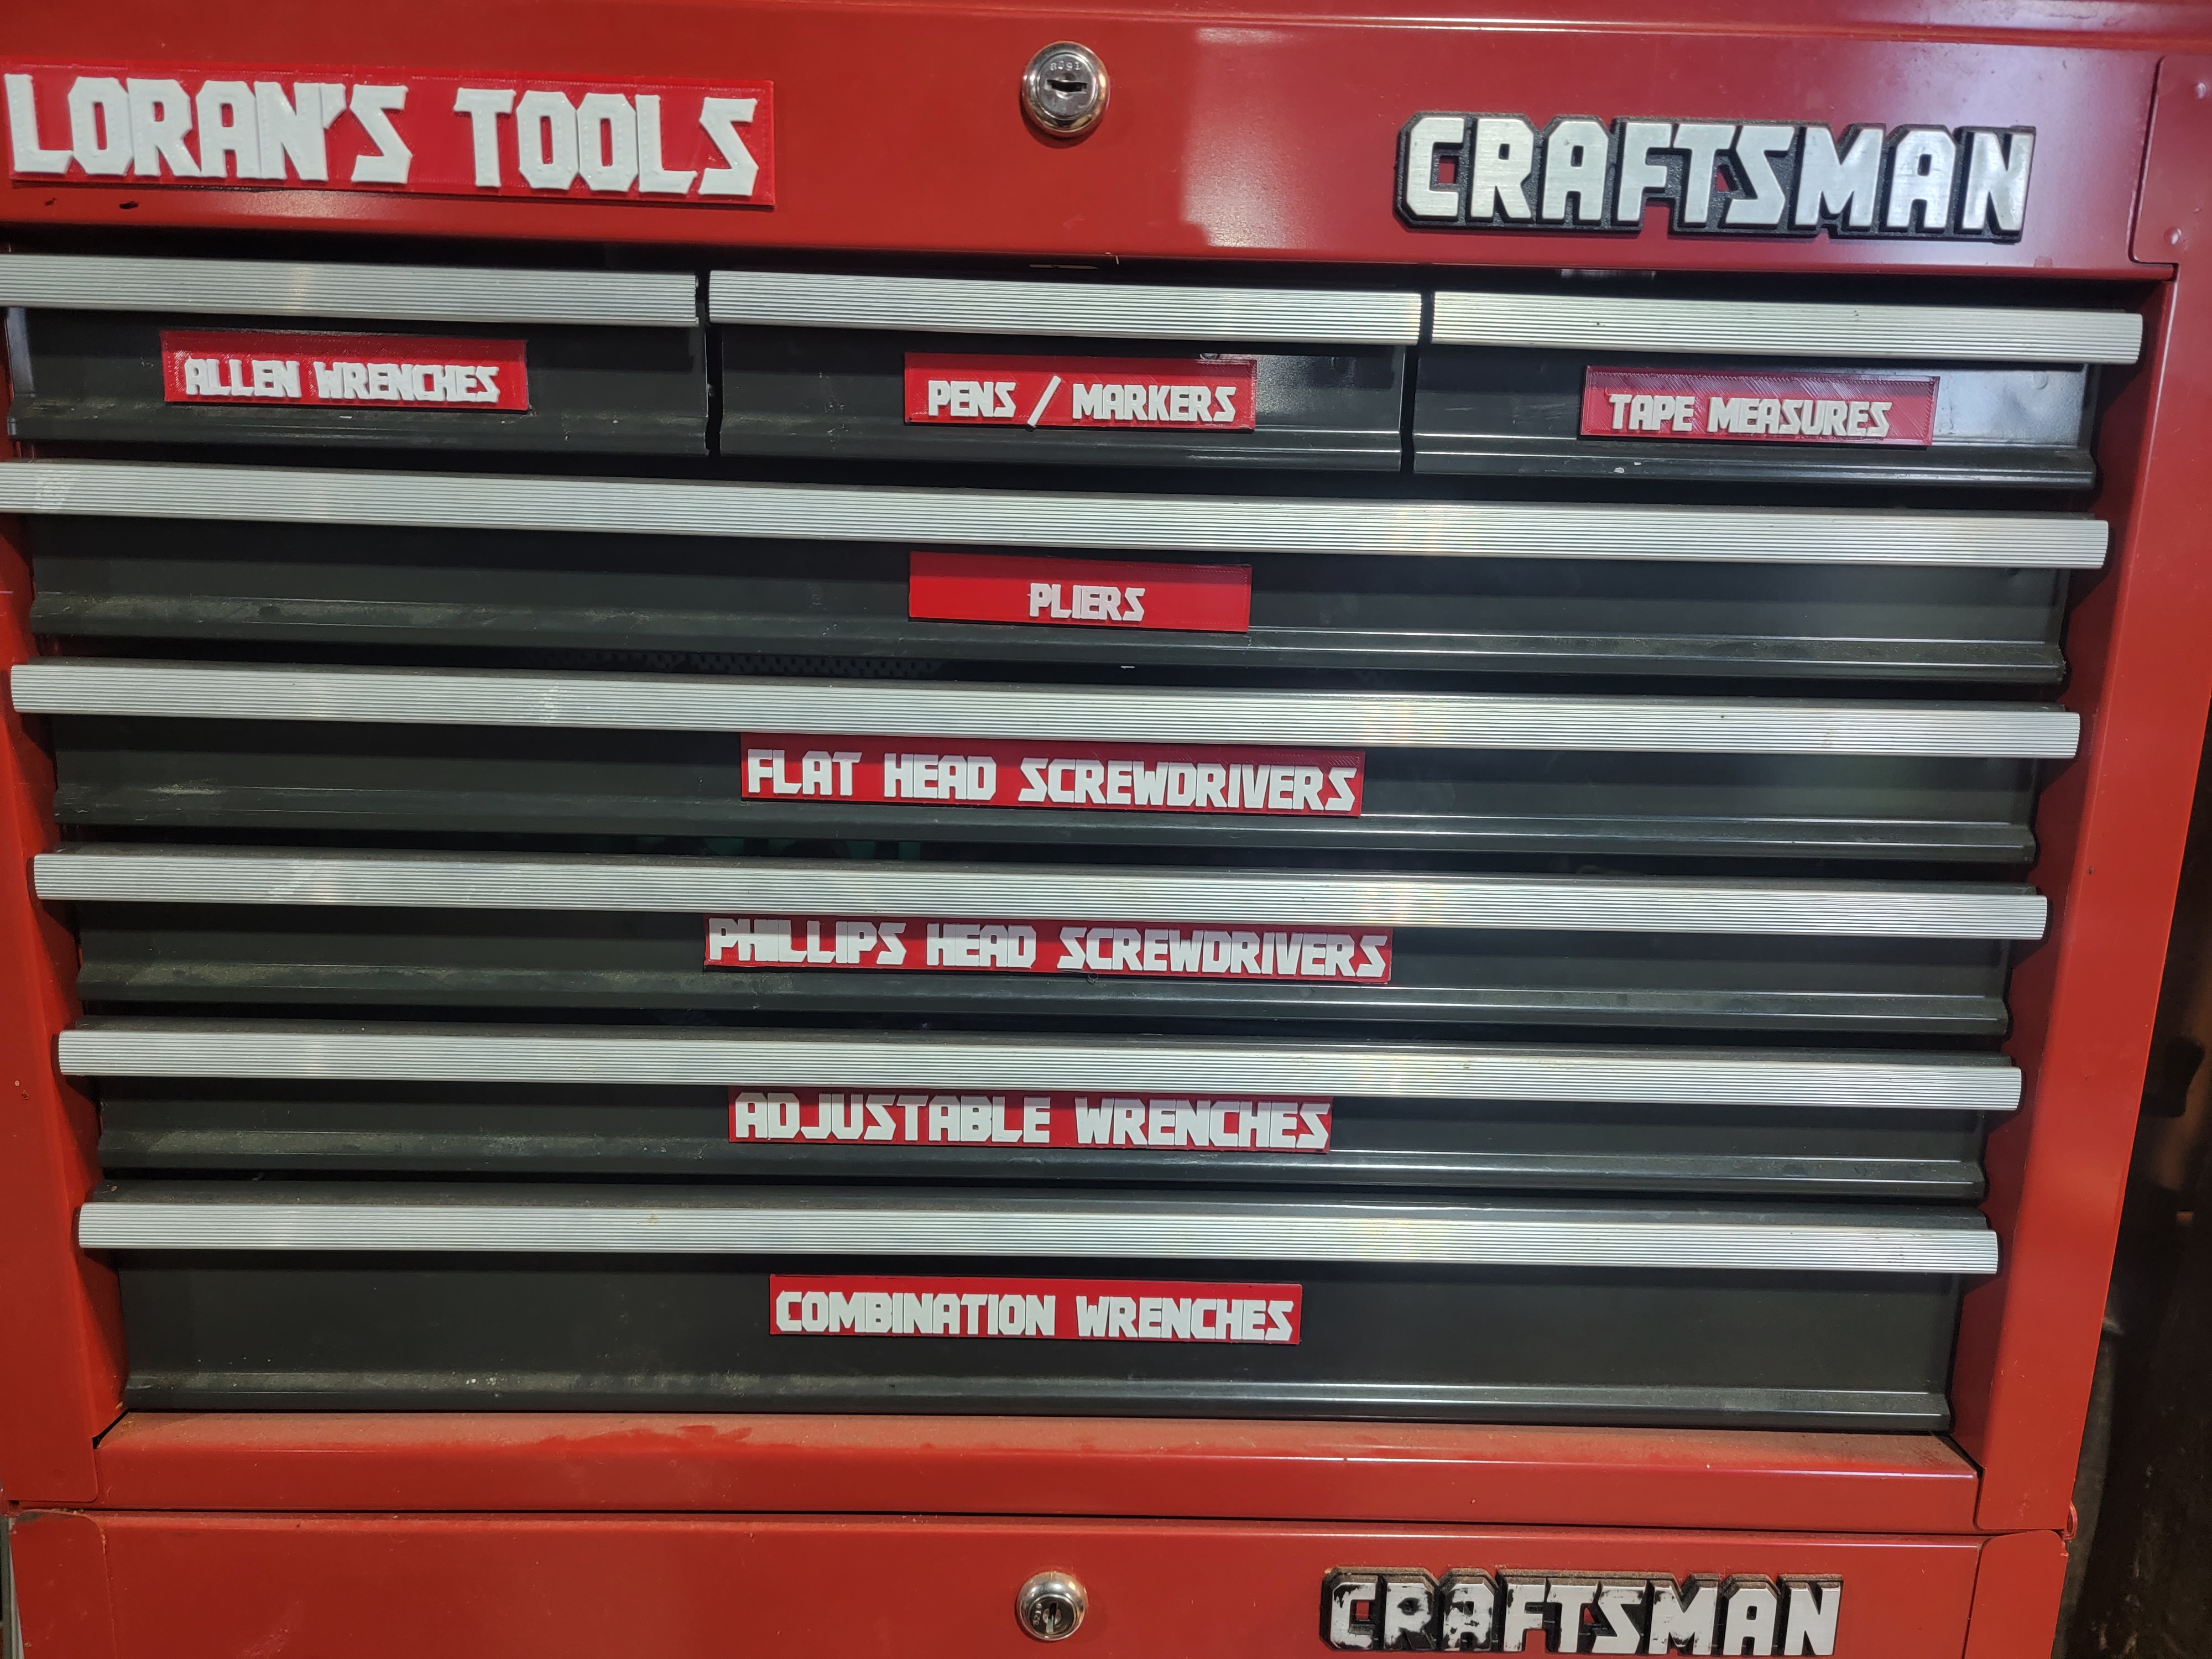 LORAN'S TOOLS
8091
CRAFTSMAN
ALLEN WRENCHES
PENS / MARKERS
TAPE MEASURES
PLIERS
FLAT HEAD SCREWDRIVERS
PHILLIPS HEAD SCREWDRIVERS
ADJUSTABLE WRENCHES
COMBINATION WRENCHES
CRAFTSMAN